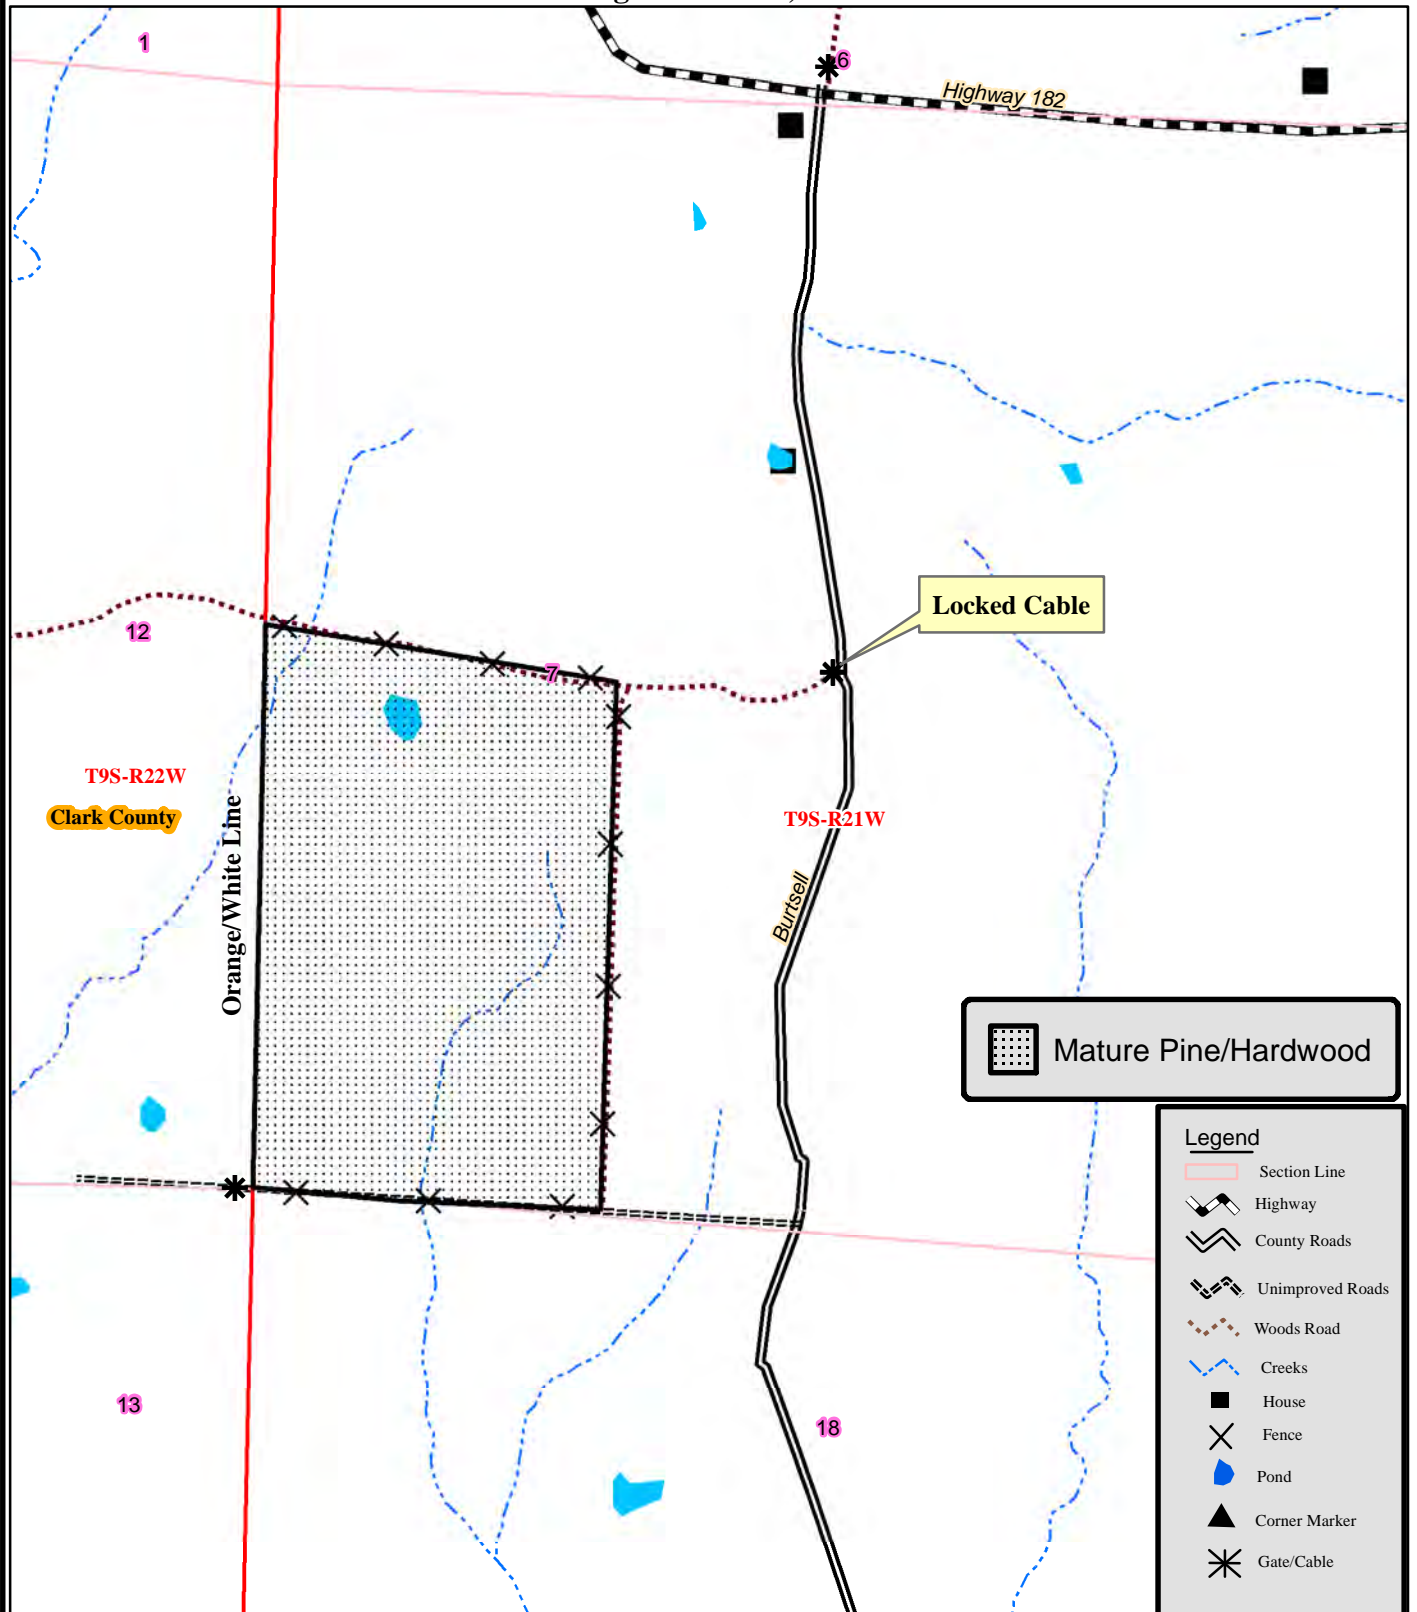 1
6
Highway 182
Locked Cable
12
7
T9S-R22W
Clark County
Orange/White Line
T9S-R21W
Burtsell
Mature Pine/Hardwood
Legend
Section Line
Highway
County Roads
Unimproved Roads
Woods Road
Creeks
House
Fence
Pond
Corner Marker
Gate/Cable
13
18